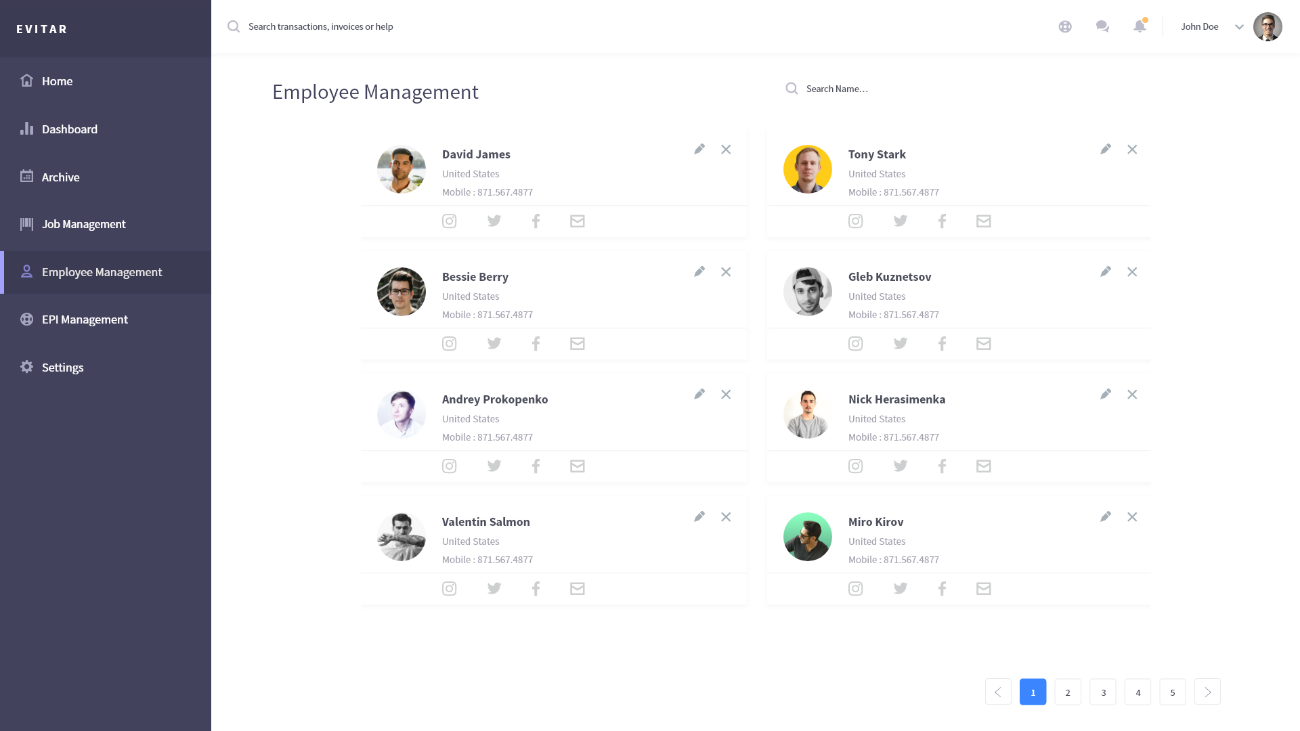 EVITAR
Search transactions, invoices or help
John Doe
Home
Dashboard
Archive
Job Management
Employee Management
EPI Management
Settings
Employee Management
Search Name...
David James
United States
Mobile : 871.567.4877
Tony Stark
United States
Mobile : 871.567.4877
Bessie Berry
United States
Mobile : 871.567.4877
Gleb Kuznetsov
United States
Mobile : 871.567.4877
Andrey Prokopenko
United States
Mobile : 871.567.4877
Nick Herasimenka
United States
Mobile : 871.567.4877
Valentin Salmon
United States
Mobile : 871.567.4877
Miro Kirov
United States
Mobile : 871.567.4877
1 2 3 4 5